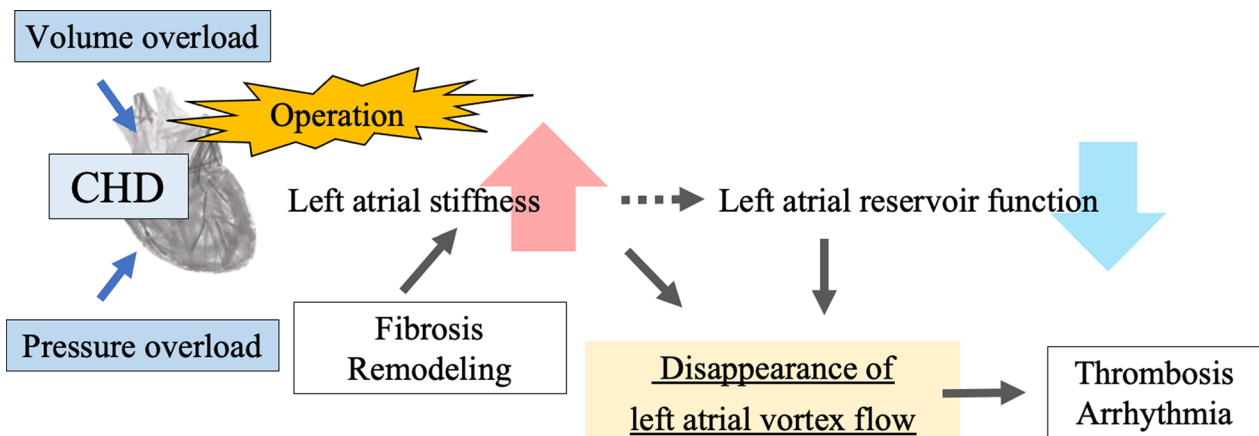 Volume overload
Operation
CHD
Left atrial stiffness
Left atrial reservoir function
Pressure overload
Fibrosis
Remodeling
Disappearance of
left atrial vortex flow
Thrombosis
Arrhythmia